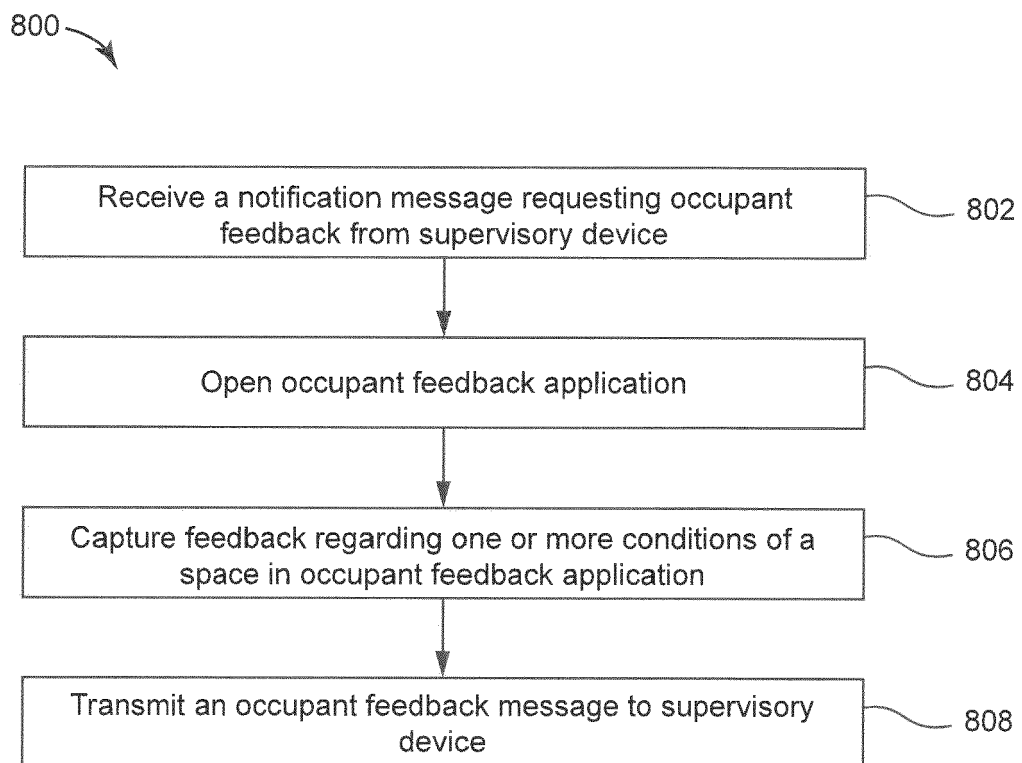 800
Receive a notification message requesting occupant
feedback from supervisory device
802
Open occupant feedback application
804
Capture feedback regarding one or more conditions of a
space in occupant feedback application
806
Transmit an occupant feedback message to supervisory
device
808